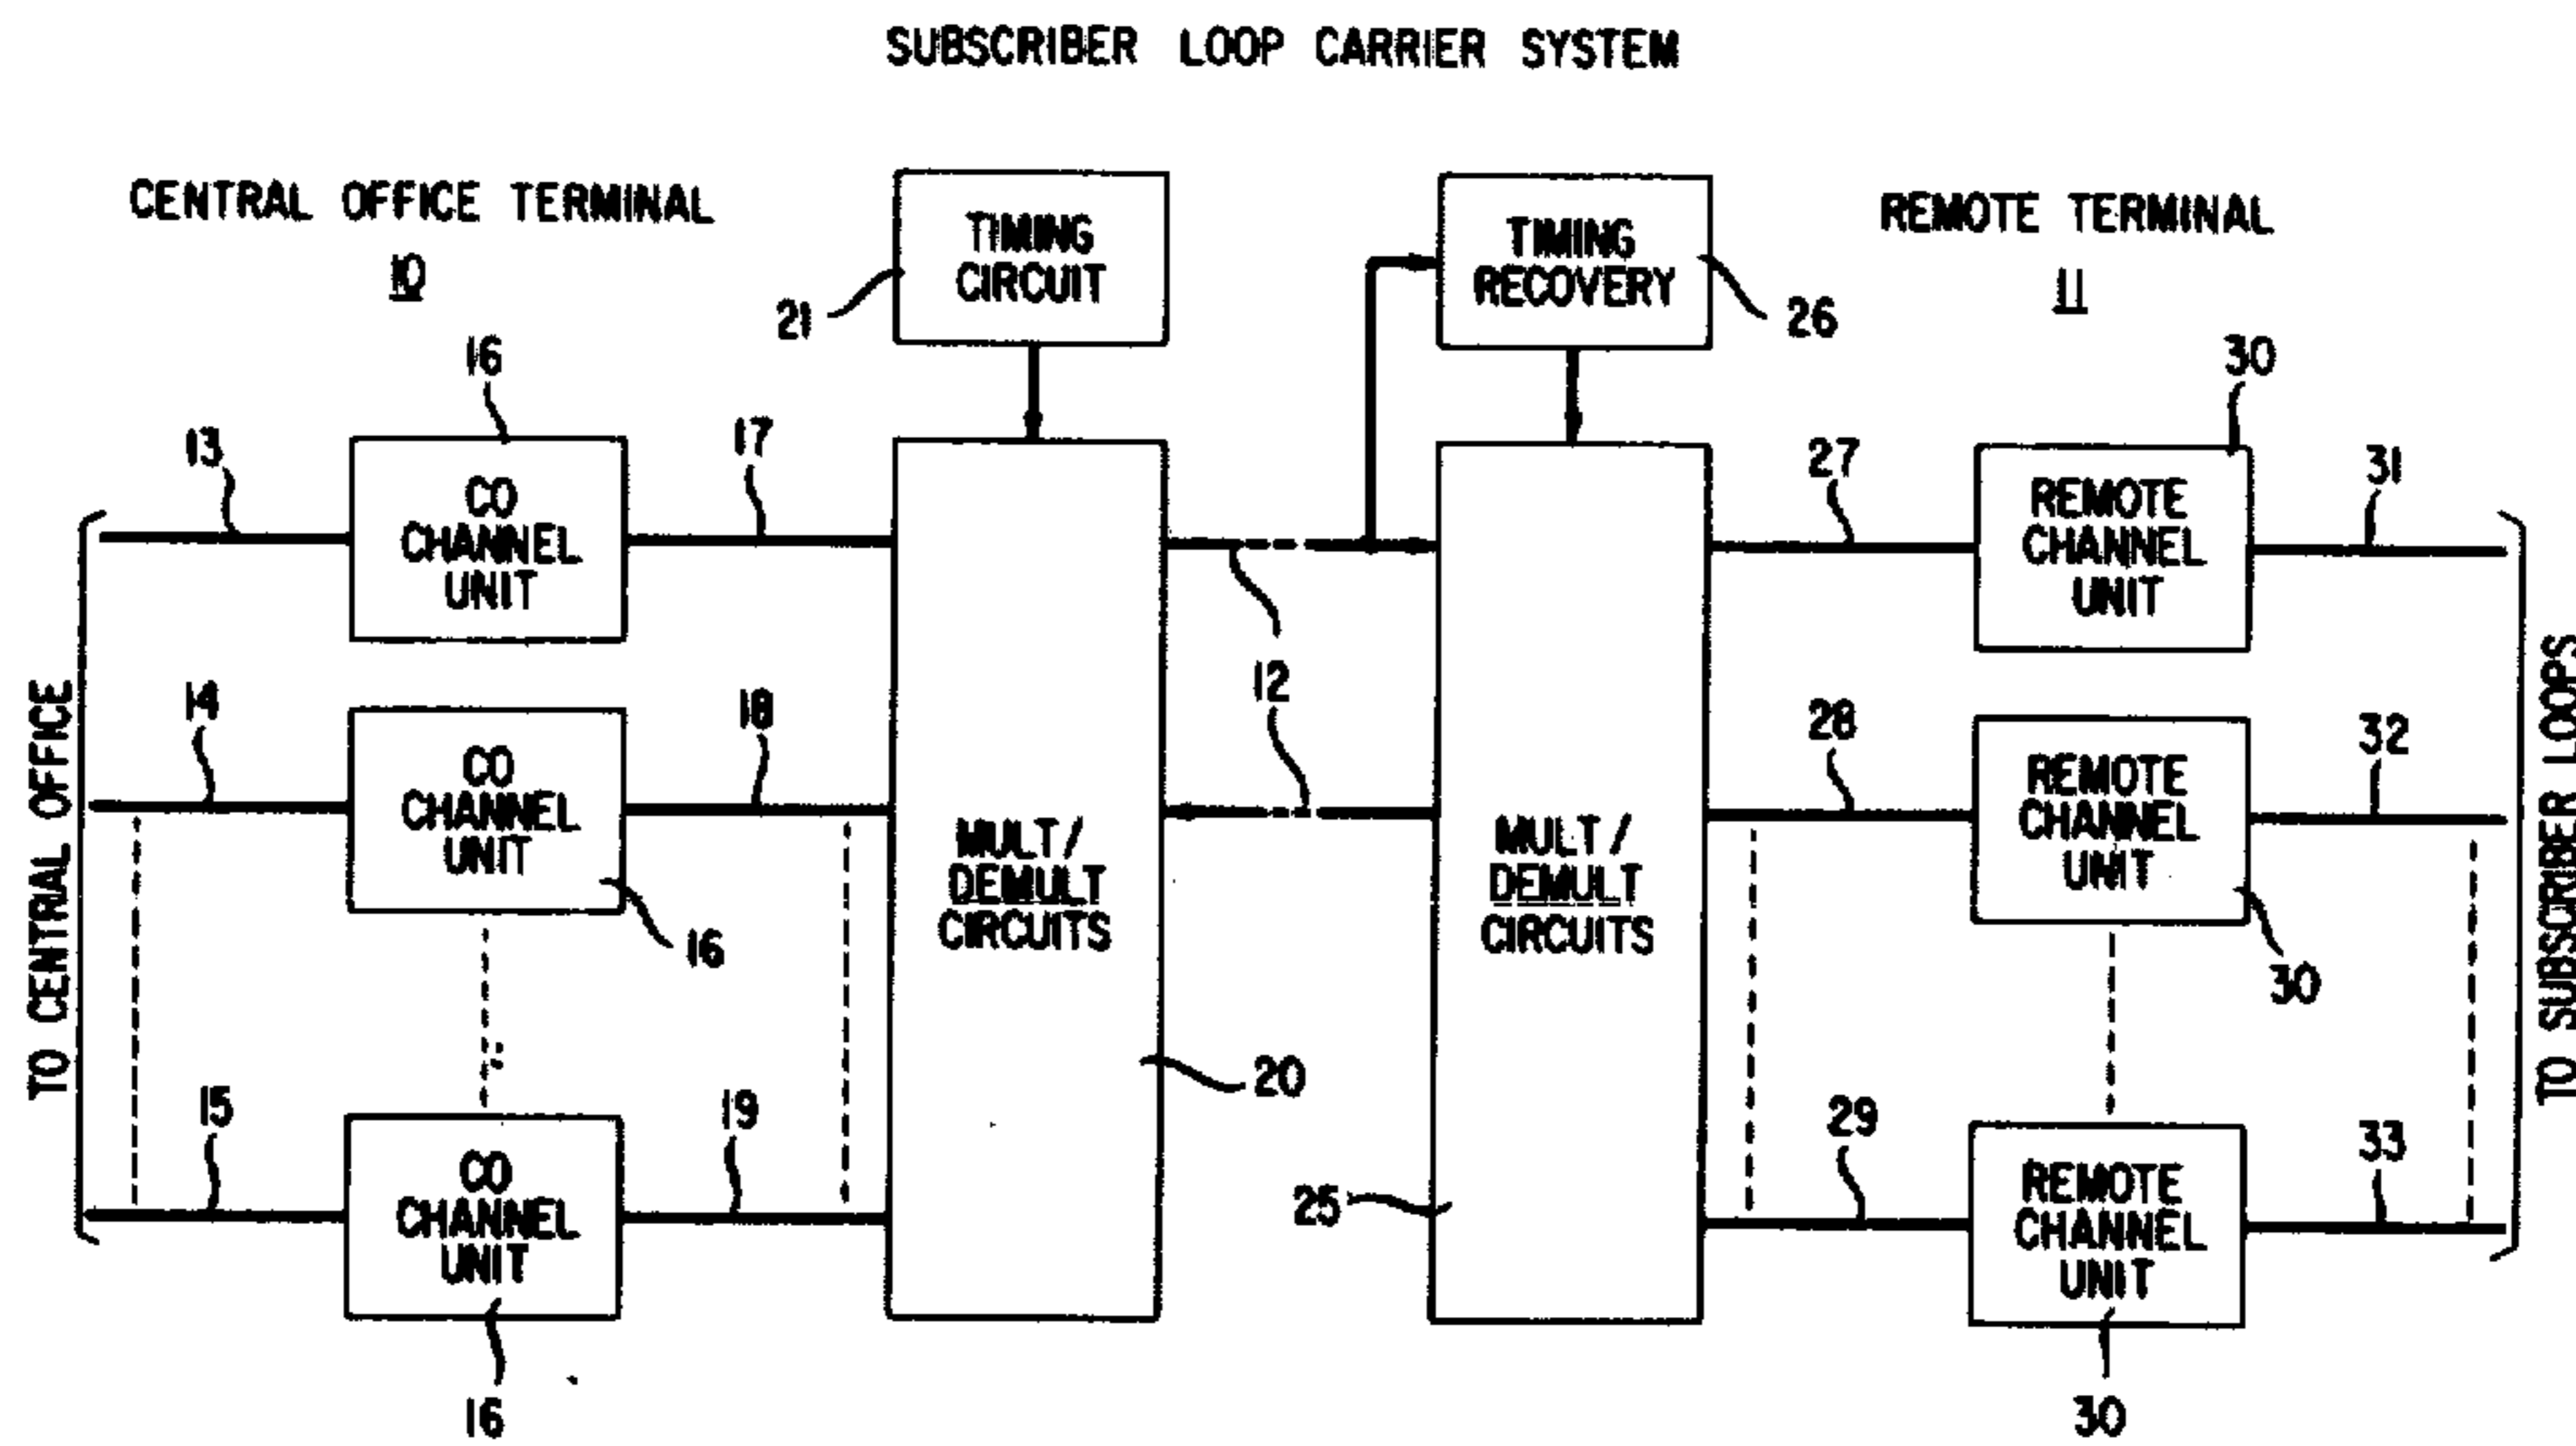 SUBSCRIBER LOOP CARRIER SYSTEM
CENTRAL OFFICE TERMINAL
10
TIMING
CIRCUIT
21
TIMING
RECOVERY
26
REMOTE TERMINAL
11
TO CENTRAL OFFICE
13
16
CO
CHANNEL
UNIT
17
14
CO
CHANNEL
UNIT
16
18
15
CO
CHANNEL
UNIT
16
19
MULT/
DEMULT
CIRCUITS
20
12
MULT/
DEMULT
CIRCUITS
25
27
30
REMOTE
CHANNEL
UNIT
31
28
REMOTE
CHANNEL
UNIT
30
32
29
REMOTE
CHANNEL
UNIT
30
33
TO SUBSCRIBER LOOPS